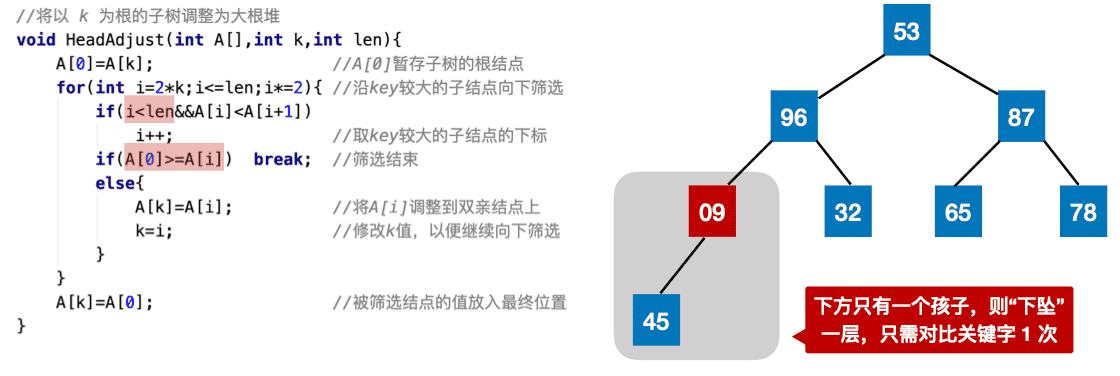 //将以 k 为根的子树调整为大根堆
void HeadAdjust(int A[],int k,int len){
A[0]=A[k]; //A[0]暂存子树的根结点
for(int i=2*k;i<=len;i*=2){ //沿key较大的子结点向下筛选
if(i<len&&A[i]<A[i+1])
i++; //取key较大的子结点的下标
if(A[0]>=A[i]) break; //筛选结束
else{
A[k]=A[i]; //将A[i]调整到双亲结点上
k=i; //修改k值，以便继续向下筛选
}
}
A[k]=A[0]; //被筛选结点的值放入最终位置
}
53
96
87
09
32
65
78
45
下方只有一个孩子，则“下坠”
一层，只需对比关键字 1 次